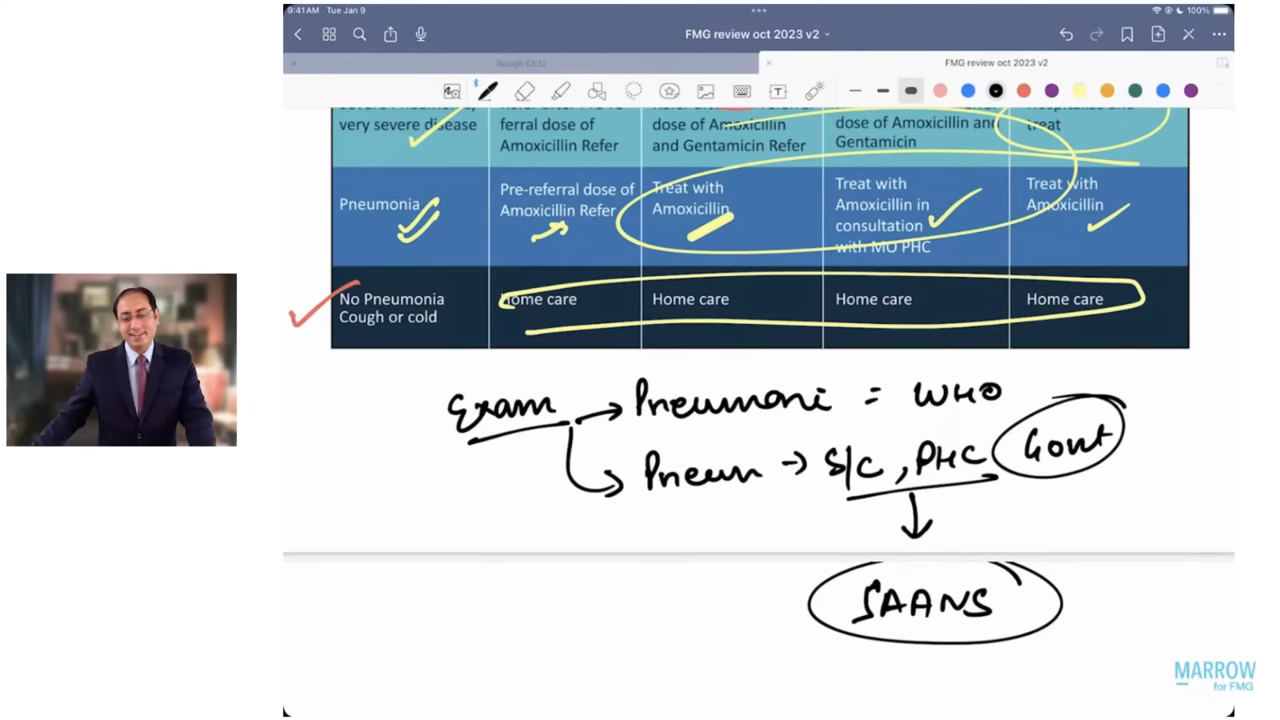 9:41AM Tue Jan 9
100%
FMG review oct 2023 v2
Rough CCU
FMG review oct 2023 v2
very severe disease
ferral dose of
Amoxicillin Refer
dose of Amoxicillin
and Gentamicin Refer
dose of Amoxicillin and
Gentamicin
treat
Pneumonia
Pre-referral dose of
Amoxicillin Refer
Treat with
Amoxicillin
Treat with
Amoxicillin in
consultation
with MO PHC
Treat with
Amoxicillin
No Pneumonia
Cough or cold
Home care
Home care
Home care
Home care
Exam → Pneumoni = WHO
→ Pneum → S/C, PHC Govt
SAANS
MARROW
for FMG